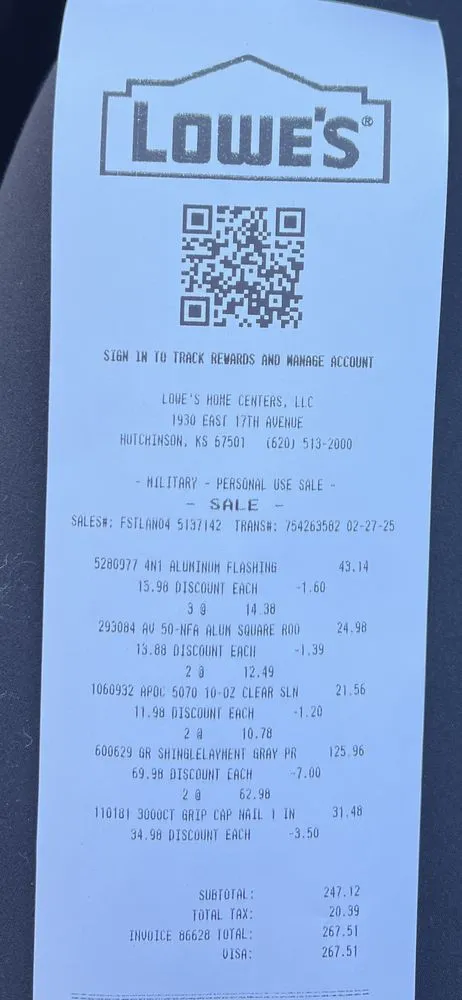 LOWE'S®
SIGN IN TO TRACK REWARDS AND MANAGE ACCOUNT
LOWE'S HOME CENTERS, LLC
1930 EAST 17TH AVENUE
HUTCHINSON, KS 67501 (620) 513-2000
- MILITARY - PERSONAL USE SALE -
- SALE -
SALES#: FSTLAN04 5137142 TRANS#: 754263582 02-27-25
5280977 4N1 ALUMINUM FLASHING 43.14
15.98 DISCOUNT EACH -1.60
3 @ 14.38
293084 AV 50-NFA ALUM SQUARE ROO 24.98
13.88 DISCOUNT EACH -1.39
2 @ 12.49
1060932 APOC 5070 10-OZ CLEAR SLN 21.56
11.98 DISCOUNT EACH -1.20
2 @ 10.78
600629 GR SHINGLELAYMENT GRAY PR 125.96
69.98 DISCOUNT EACH -7.00
2 @ 62.98
110181 3000CT GRIP CAP NAIL 1 IN 31.48
34.98 DISCOUNT EACH -3.50
SUBTOTAL: 247.12
TOTAL TAX: 20.39
INVOICE 86628 TOTAL: 267.51
VISA: 267.51